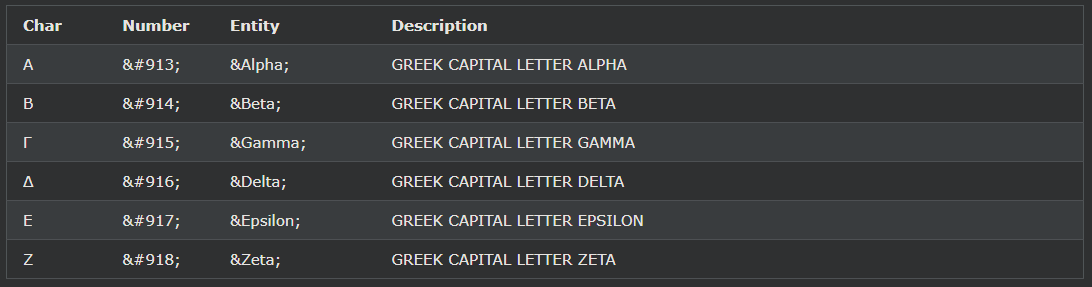 Char Number Entity Description
Α &#913; &Alpha; GREEK CAPITAL LETTER ALPHA
Β &#914; &Beta; GREEK CAPITAL LETTER BETA
Γ &#915; &Gamma; GREEK CAPITAL LETTER GAMMA
Δ &#916; &Delta; GREEK CAPITAL LETTER DELTA
Ε &#917; &Epsilon; GREEK CAPITAL LETTER EPSILON
Ζ &#918; &Zeta; GREEK CAPITAL LETTER ZETA